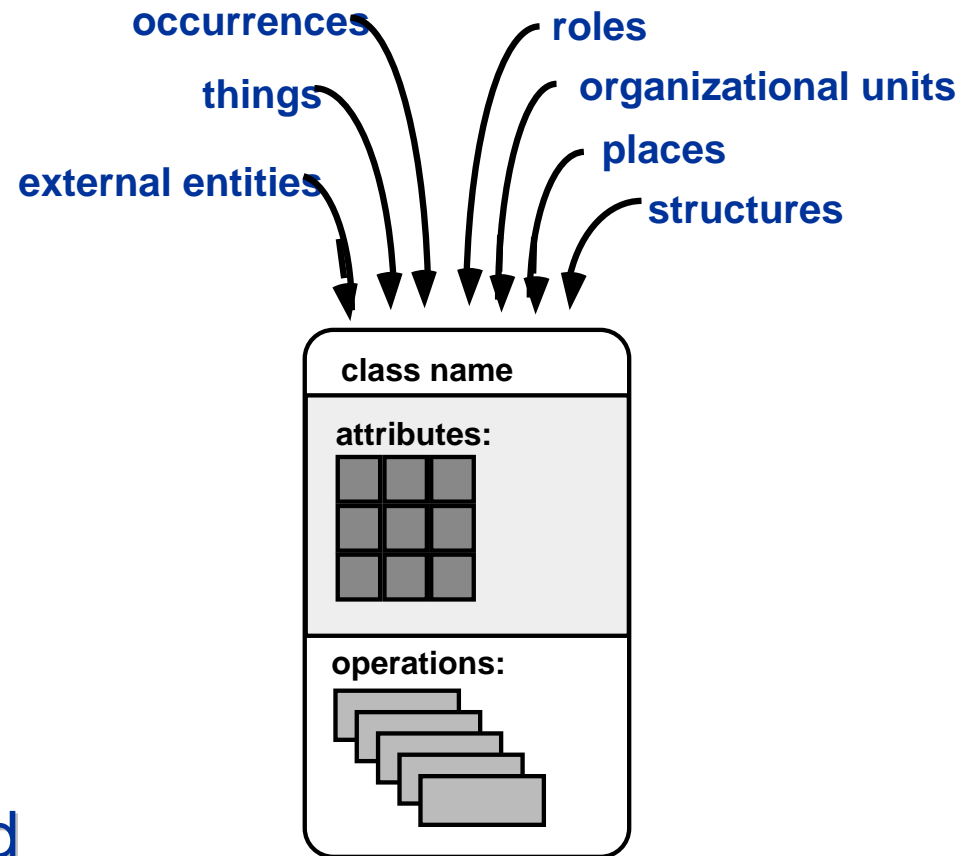 occurrences
roles
things
organizational units
places
external entities
structures
class name
attributes:
operations:
d